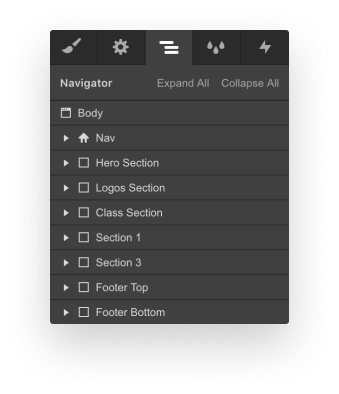 Navigator Expand All Collapse All
Body
Nav
Hero Section
Logos Section
Class Section
Section 1
Section 3
Footer Top
Footer Bottom